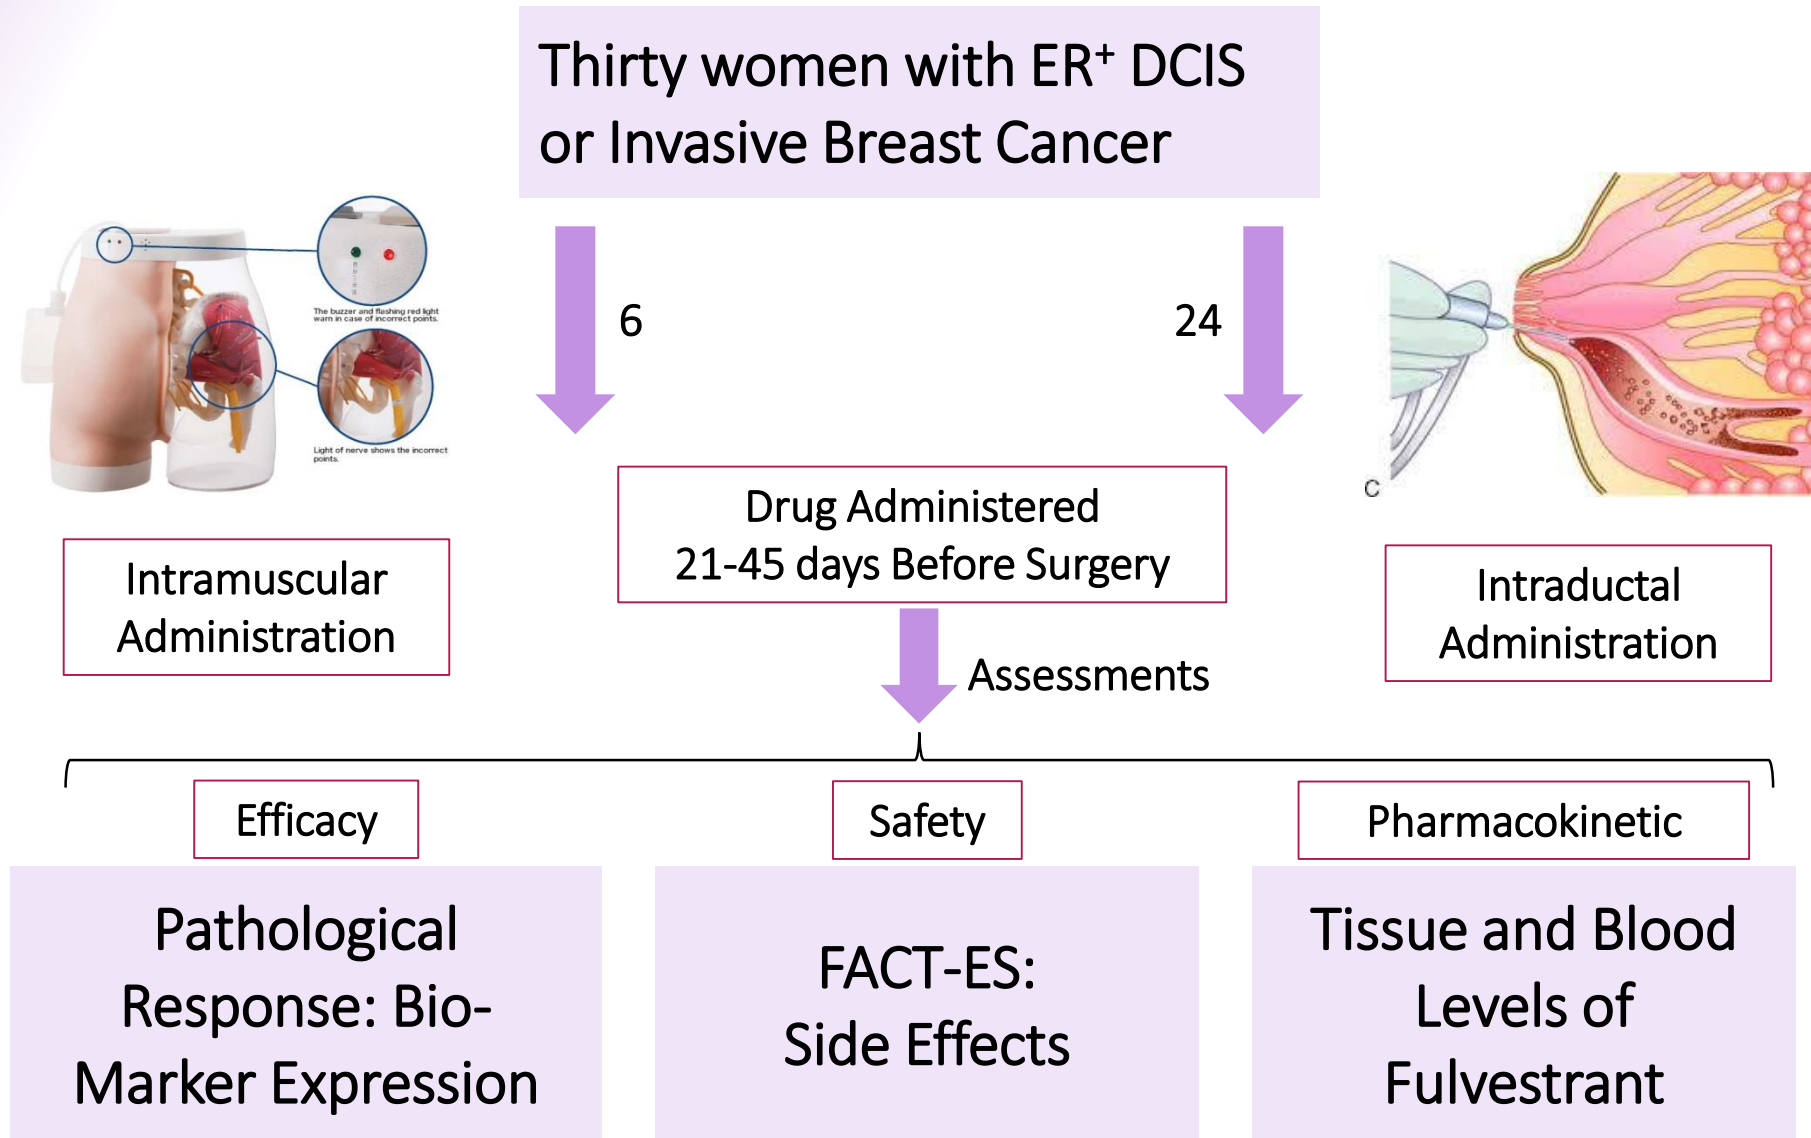 Thirty women with ER+ DCIS
or Invasive Breast Cancer
The buzzer and flashing red light
warn in case of incorrect points.
Light of nerve shows the incorrect
points.
6
24
C
Drug Administered
21-45 days Before Surgery
Intramuscular
Administration
Intraductal
Administration
Assessments
Efficacy
Safety
Pharmacokinetic
Pathological
Response: Bio-
Marker Expression
FACT-ES:
Side Effects
Tissue and Blood
Levels of
Fulvestrant